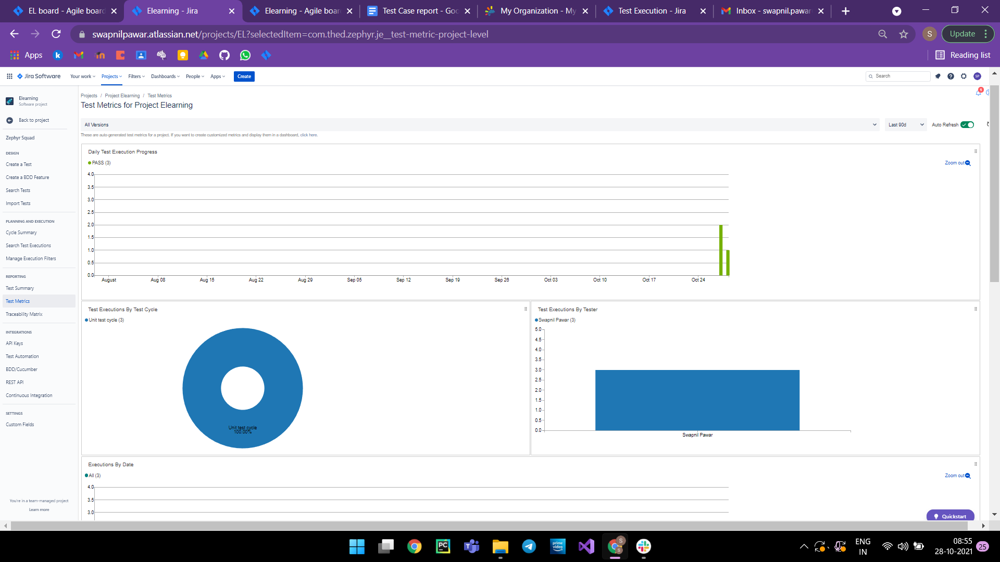 EL board - Agile board
Elearning - Jira
Elearning - Agile boar
Test Case report - Goo
My Organization - My
Test Execution - Jira
Inbox - swapnil.pawar
swapnilpawar.atlassian.net/projects/EL?selectedItem=com.thed.zephyr.je__test-metric-project-level
S
Update
Apps
Reading list
Jira Software
Your work
Projects
Filters
Dashboards
People
Apps
Create
Search
SP
Elearning
Software project
Back to project
Zephyr Squad
DESIGN
Create a Test
Create a BDD Feature
Search Tests
Import Tests
PLANNING AND EXECUTION
Cycle Summary
Search Test Executions
Manage Execution Filters
REPORTING
Test Summary
Test Metrics
Traceability Matrix
INTEGRATIONS
API Keys
Test Automation
BDD/Cucumber
REST API
Continuous Integration
SETTINGS
Custom Fields
You're in a team-managed project
Learn more
Projects / Project Elearning / Test Metrics
1
Test Metrics for Project Elearning
All Versions
Last 90d
Auto Refresh
These are auto-generated test metrics for a project. If you want to create customized metrics and display them in a dashboard, click here.
Daily Test Execution Progress
PASS (3)
Zoom out
4.0
3.5
3.0
2.5
2.0
1.5
1.0
0.5
0.0
August Aug 08 Aug 15 Aug 22 Aug 29 Sep 05 Sep 12 Sep 19 Sep 26 Oct 03 Oct 10 Oct 17 Oct 24
Test Executions By Test Cycle
Unit test cycle (3)
Unit test cycle
100.00%
Test Executions By Tester
Swapnil Pawar (3)
5.0
4.5
4.0
3.5
3.0
2.5
2.0
1.5
1.0
0.5
0.0
Swapnil Pawar
Executions By Date
All (3)
Zoom out
4.0
3.5
3.0
Quickstart
PC
prime video
S
S
ENG
IN
08:55
28-10-2021
25